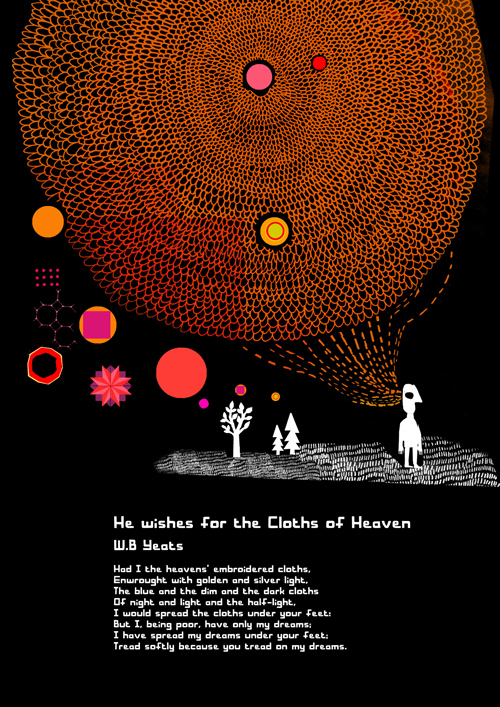 He wishes for the Cloths of Heaven
W.B Yeats
Had I the heavens' embroidered cloths,
Enwrought with golden and silver light,
The blue and the dim and the dark cloths
Of night and light and the half-light,
I would spread the cloths under your feet:
But I, being poor, have only my dreams;
I have spread my dreams under your feet;
Tread softly because you tread on my dreams.